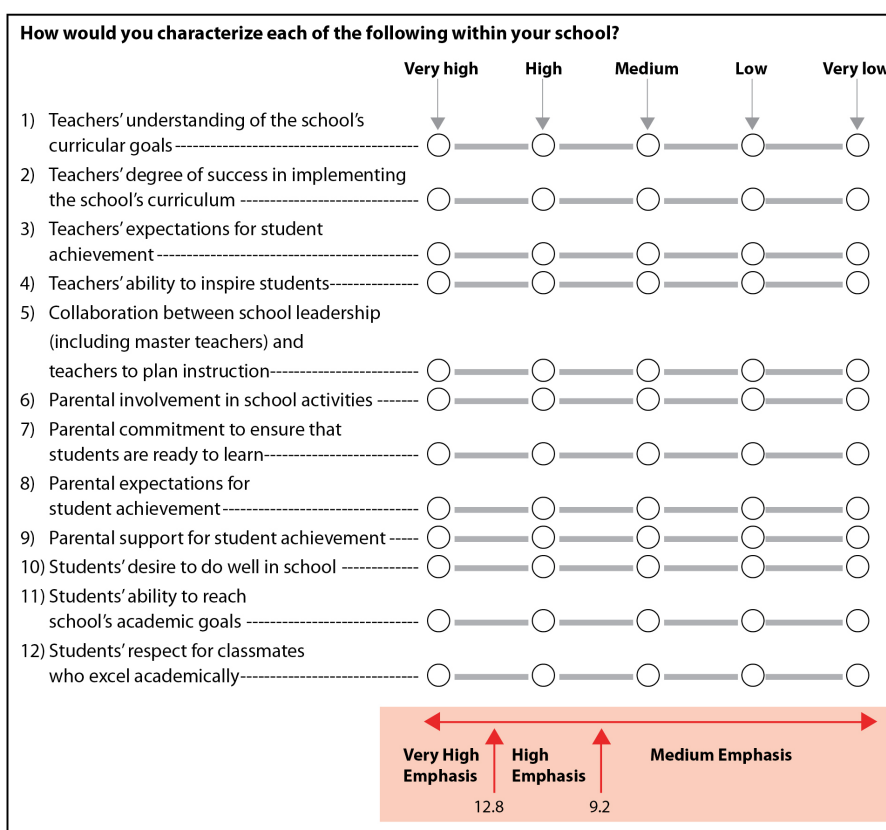 How would you characterize each of the following within your school?
Very high High Medium Low Very low
1) Teachers' understanding of the school's
curricular goals
2) Teachers' degree of success in implementing
the school's curriculum
3) Teachers' expectations for student
achievement
4) Teachers' ability to inspire students
5) Collaboration between school leadership
(including master teachers) and
teachers to plan instruction
6) Parental involvement in school activities
7) Parental commitment to ensure that
students are ready to learn
8) Parental expectations for
student achievement
9) Parental support for student achievement
10) Students' desire to do well in school
11) Students' ability to reach
school's academic goals
12) Students' respect for classmates
who excel academically
Very High High Medium Emphasis
Emphasis Emphasis
12.8 9.2